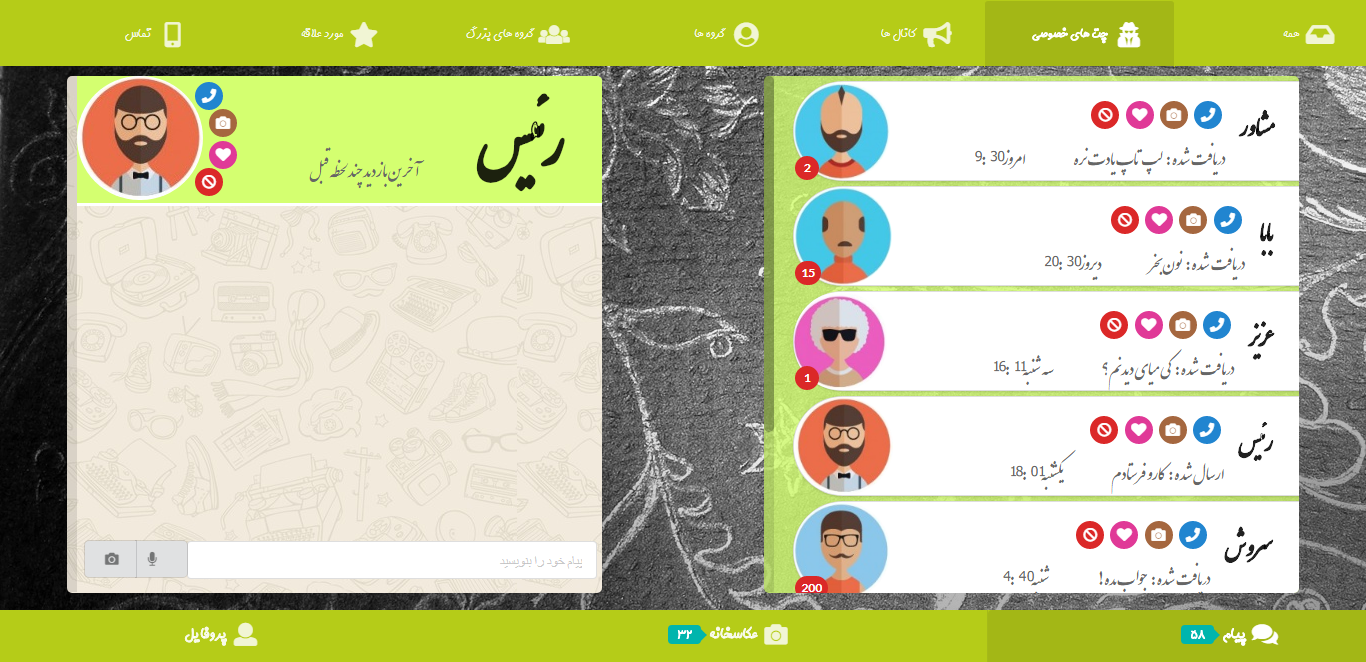 همه
چت های خصوصی
کانال ها
گروه ها
گروه های بزرگ
مورد علاقه
تماس
مشاور
دریافت شده : لپ تاپ یادت نره
امروز 30 :9
2
بابا
دریافت شده : نون بخر
دیروز 30 :20
15
عزیز
دریافت شده : کی میای دیدنم ؟
سه شنبه 11 :16
1
رئیس
ارسال شده : کارو فرستادم
یکشنبه 01 :18
سروش
دریافت شده : جواب بده !
شنبه 40 :4
200
رئیس
آخرین بازدید چند لحظه قبل
پیام خود را بنویسید
پیام
۵۸
عکاسخانه
۳۲
پروفایل